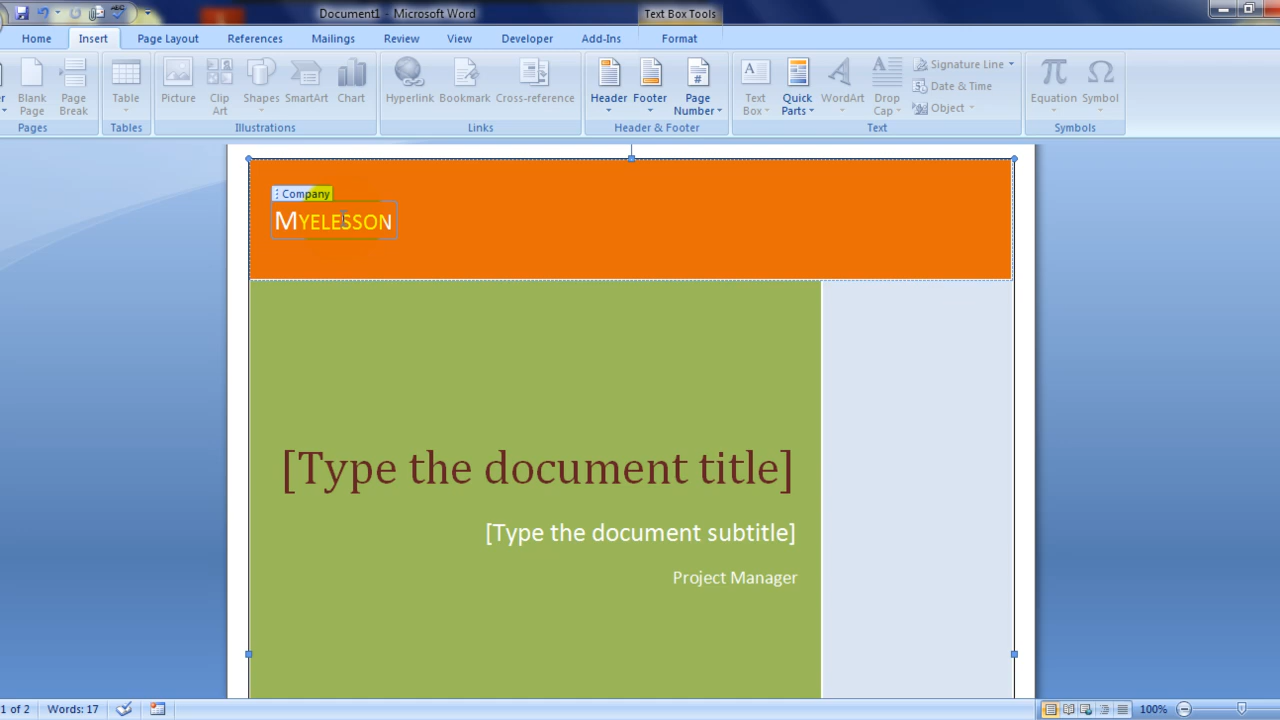 Document1 - Microsoft Word
Text Box Tools
Home Insert Page Layout References Mailings Review View Developer Add-Ins Format
Blank Page
Page Break
Pages
Table
Tables
Picture
Clip Art
Shapes
SmartArt
Chart
Illustrations
Hyperlink
Bookmark
Cross-reference
Links
Header
Footer
Page Number
Header & Footer
Text Box
Quick Parts
WordArt
Drop Cap
Signature Line
Date & Time
Object
Text
Equation
Symbol
Symbols
Company
MYELESSON
[Type the document title]
[Type the document subtitle]
Project Manager
1 of 2 Words: 17 100%